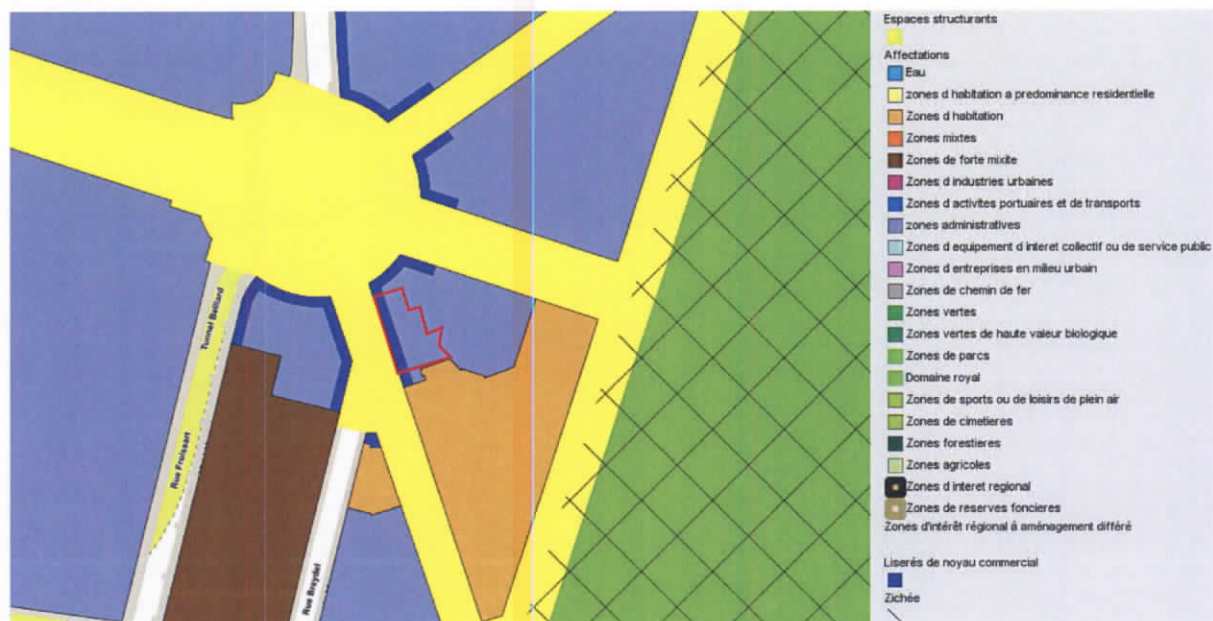 Espaces structurants
Affectations
Eau
zones d habitation a predominance residentielle
Zones d habitation
Zones mixtes
Zones de forte mixite
Zones d industries urbaines
Zones d activites portuaires et de transports
zones administratives
Zones d equipement d interet collectif ou de service public
Zones d entreprises en milieu urbain
Zones de chemin de fer
Zones vertes
Zones vertes de haute valeur biologique
Zones de parcs
Domaine royal
Zones de sports ou de loisirs de plein air
Zones de cimetieres
Zones forestieres
Zones agricoles
Zones d interet regional
Zones de reserves foncieres
Zones d'intérêt régional à aménagement différé
Liserés de noyau commercial
Zichée
Tunnel Belliard
Rue Froissart
Rue Breydel